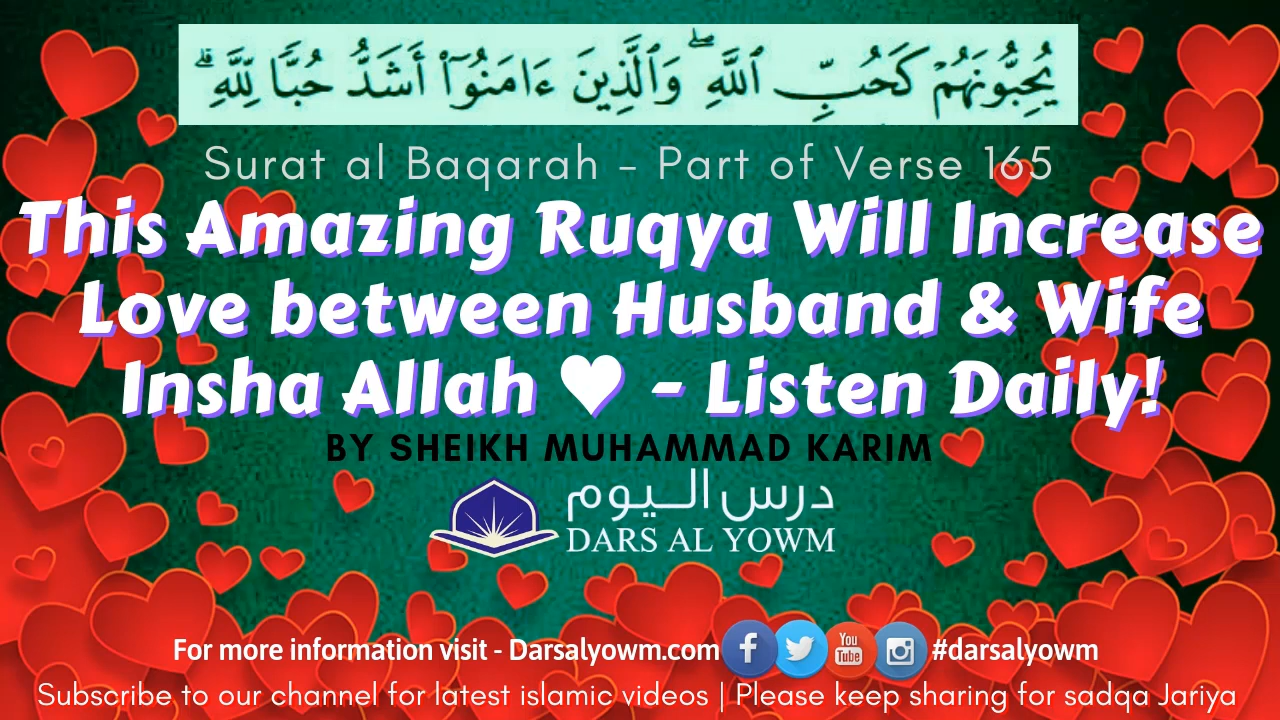 يُحِبُّونَهُمْ كَحُبِّ ٱللَّهِ ۖ وَٱلَّذِينَ ءَامَنُوٓا۟ أَشَدُّ حُبًّا لِّلَّهِ ۗ
Surat al Baqarah – Part of Verse 165
This Amazing Ruqya Will Increase
Love between Husband & Wife
Insha Allah ♥ - Listen Daily!
BY SHEIKH MUHAMMAD KARIM
درس اليوم
DARS AL YOWM
For more information visit - Darsalyowm.com f You Tube #darsalyowm
Subscribe to our channel for latest islamic videos | Please keep sharing for sadqa Jariya